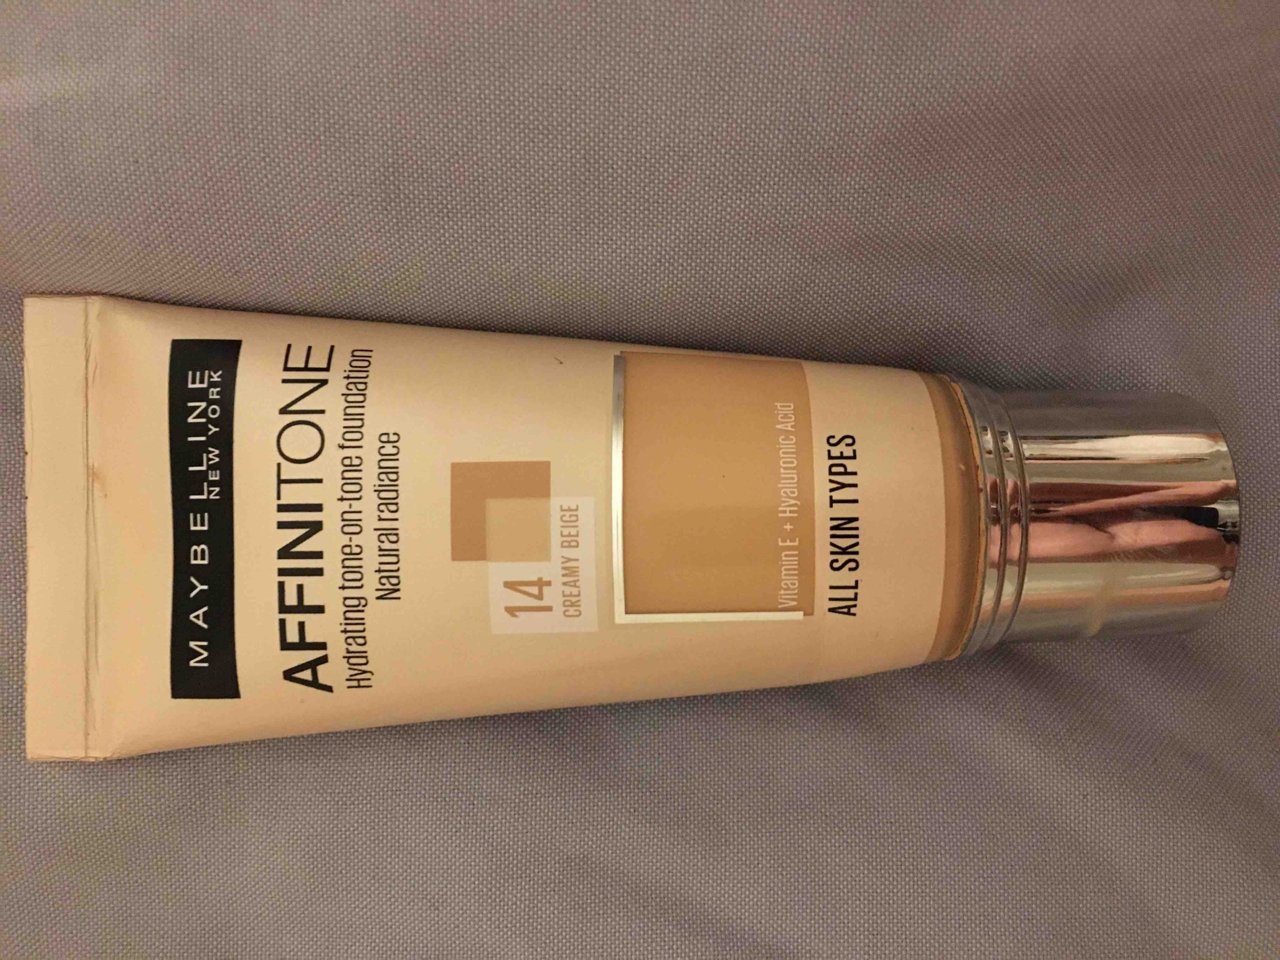 MAYBELLINE
NEW YORK
AFFINITONE
Hydrating tone-on-tone foundation
Natural radiance
14
CREAMY BEIGE
Vitamin E + Hyaluronic Acid
ALL SKIN TYPES